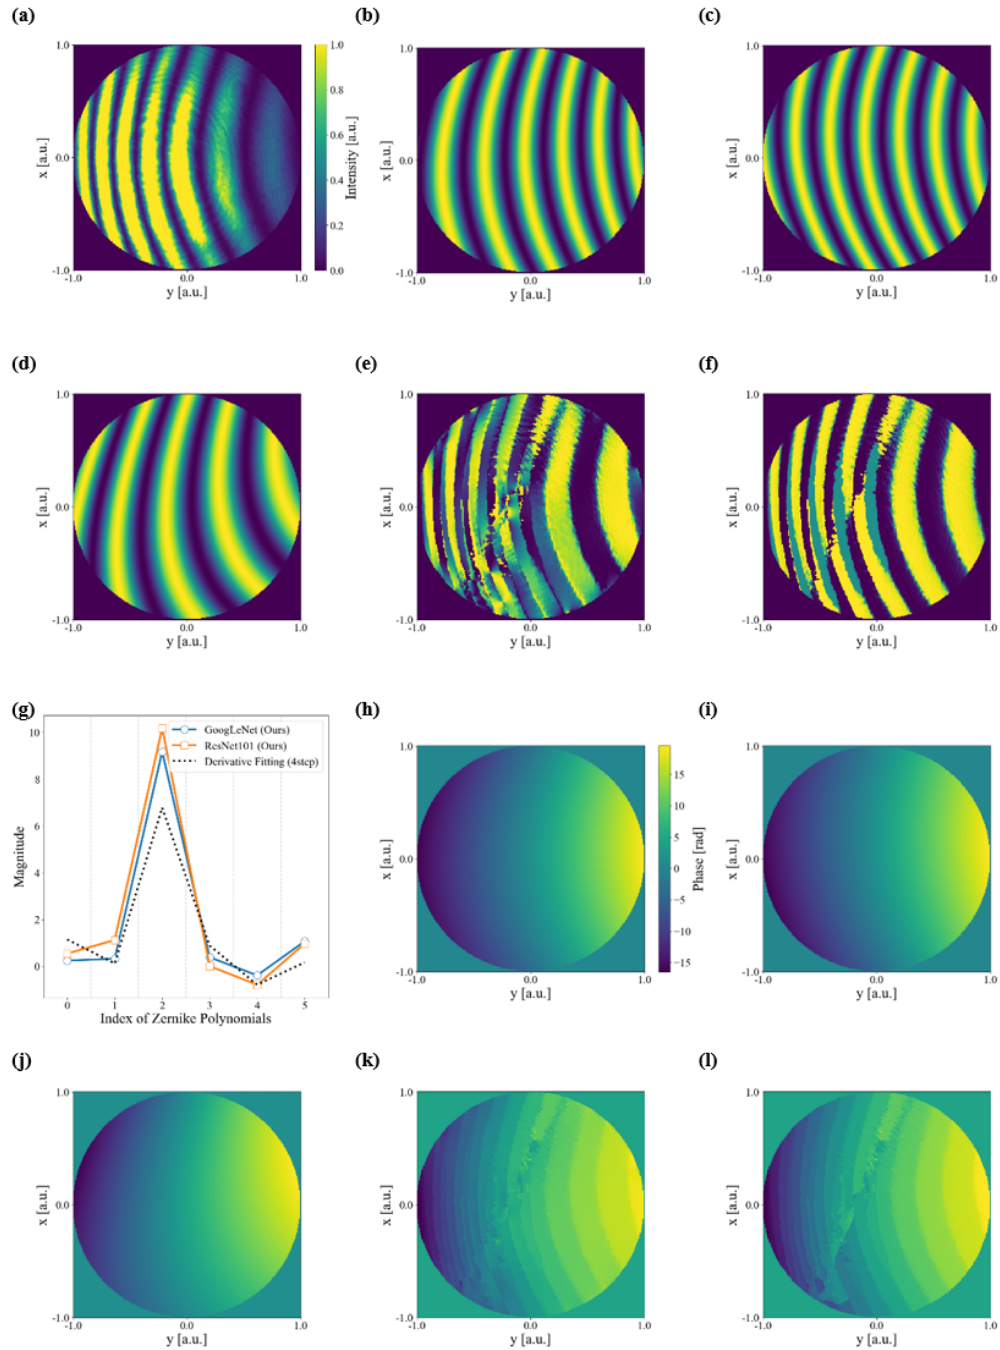 (a)
(b)
(c)
1.0
0.0
-1.0
x [a.u.]
-1.0
0.0
1.0
y [a.u.]
1.0
0.8
0.6
0.4
0.2
0.0
Intensity [a.u.]
1.0
0.0
-1.0
x [a.u.]
-1.0
0.0
1.0
y [a.u.]
1.0
0.0
-1.0
x [a.u.]
-1.0
0.0
1.0
y [a.u.]
(d)
(e)
(f)
1.0
0.0
-1.0
x [a.u.]
-1.0
0.0
1.0
y [a.u.]
1.0
0.0
-1.0
x [a.u.]
-1.0
0.0
1.0
y [a.u.]
1.0
0.0
-1.0
x [a.u.]
-1.0
0.0
1.0
y [a.u.]
(g)
(h)
(i)
10
8
6
4
2
0
Magnitude
GoogLeNet (Ours)
ResNet101 (Ours)
Derivative Fitting (4step)
0
1
2
3
4
5
Index of Zernike Polynomials
1.0
0.0
-1.0
x [a.u.]
-1.0
0.0
1.0
y [a.u.]
15
10
5
0
−5
−10
−15
Phase [rad]
1.0
0.0
-1.0
x [a.u.]
-1.0
0.0
1.0
y [a.u.]
(j)
(k)
(l)
1.0
0.0
-1.0
x [a.u.]
-1.0
0.0
1.0
y [a.u.]
1.0
0.0
-1.0
x [a.u.]
-1.0
0.0
1.0
y [a.u.]
1.0
0.0
-1.0
x [a.u.]
-1.0
0.0
1.0
y [a.u.]